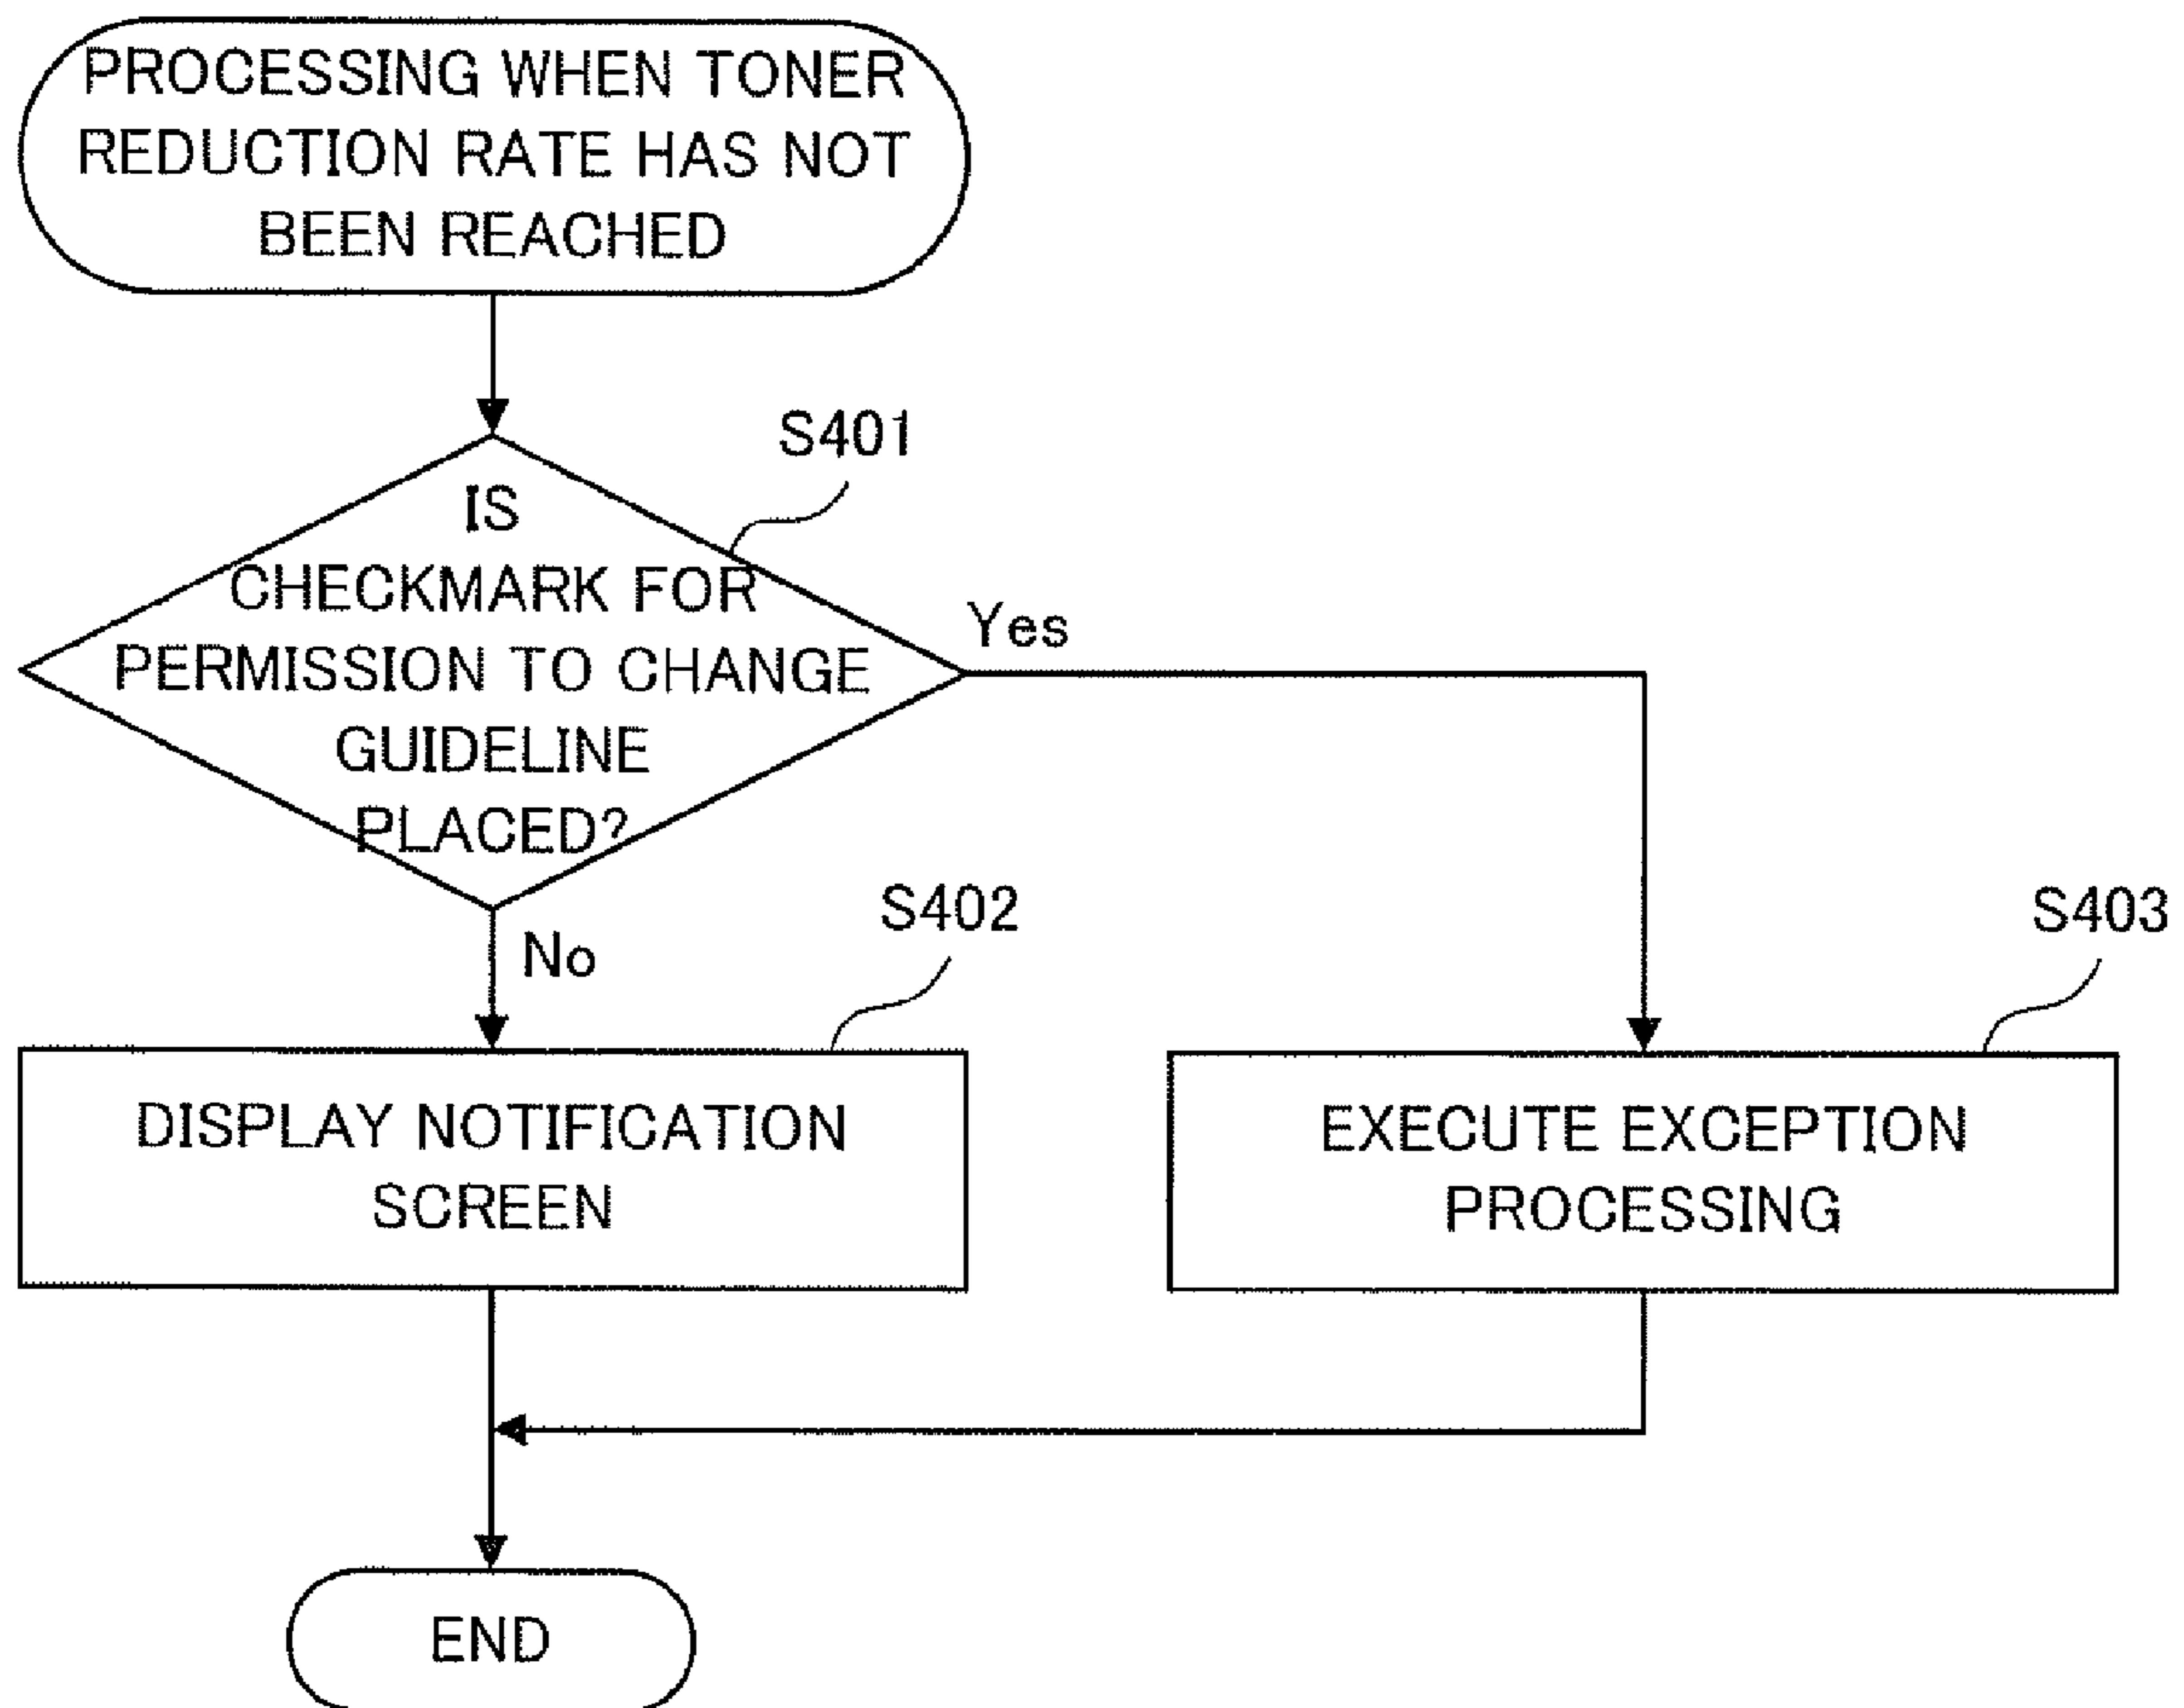 PROCESSING WHEN TONER
REDUCTION RATE HAS NOT
BEEN REACHED
S401
IS
CHECKMARK FOR
PERMISSION TO CHANGE
GUIDELINE
PLACED?
Yes
No
S402
DISPLAY NOTIFICATION
SCREEN
S403
EXECUTE EXCEPTION
PROCESSING
END